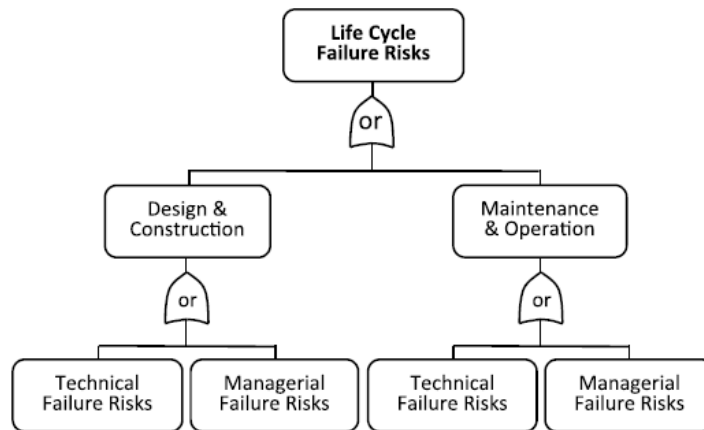 Life Cycle
Failure Risks
or
Design &
Construction
Maintenance
& Operation
or
or
Technical
Failure Risks
Managerial
Failure Risks
Technical
Failure Risks
Managerial
Failure Risks